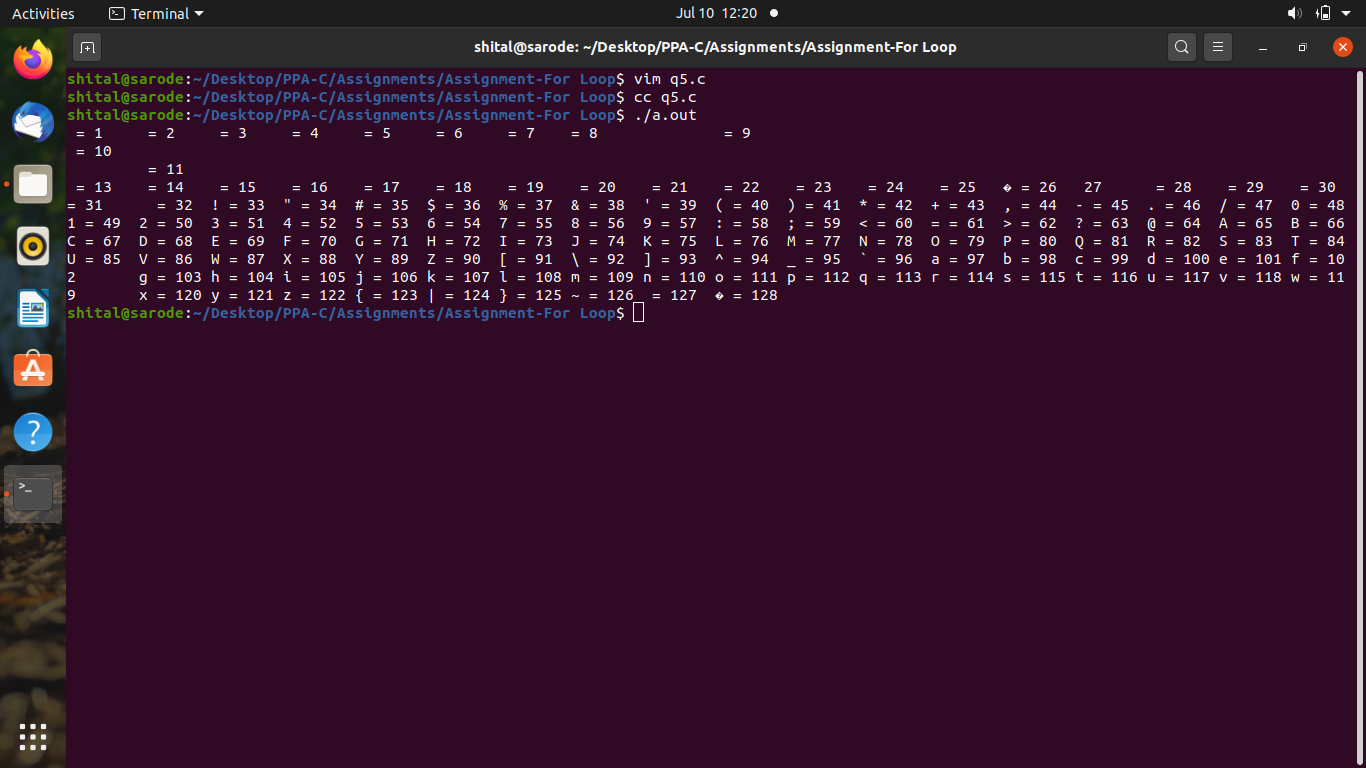 Activities Terminal Jul 10 12:20
shital@sarode: ~/Desktop/PPA-C/Assignments/Assignment-For Loop
shital@sarode:~/Desktop/PPA-C/Assignments/Assignment-For Loop$ vim q5.c
shital@sarode:~/Desktop/PPA-C/Assignments/Assignment-For Loop$ cc q5.c
shital@sarode:~/Desktop/PPA-C/Assignments/Assignment-For Loop$ ./a.out
= 1 = 2 = 3 = 4 = 5 = 6 = 7 = 8 = 9
= 10
= 11
= 13 = 14 = 15 = 16 = 17 = 18 = 19 = 20 = 21 = 22 = 23 = 24 = 25 � = 26 27 = 28 = 29 = 30
= 31 = 32 ! = 33 " = 34 # = 35 $ = 36 % = 37 & = 38 ' = 39 ( = 40 ) = 41 * = 42 + = 43 , = 44 - = 45 . = 46 / = 47 0 = 48
1 = 49 2 = 50 3 = 51 4 = 52 5 = 53 6 = 54 7 = 55 8 = 56 9 = 57 : = 58 ; = 59 < = 60 = = 61 > = 62 ? = 63 @ = 64 A = 65 B = 66
C = 67 D = 68 E = 69 F = 70 G = 71 H = 72 I = 73 J = 74 K = 75 L = 76 M = 77 N = 78 O = 79 P = 80 Q = 81 R = 82 S = 83 T = 84
U = 85 V = 86 W = 87 X = 88 Y = 89 Z = 90 [ = 91 \ = 92 ] = 93 ^ = 94 _ = 95 ` = 96 a = 97 b = 98 c = 99 d = 100 e = 101 f = 10
2 g = 103 h = 104 i = 105 j = 106 k = 107 l = 108 m = 109 n = 110 o = 111 p = 112 q = 113 r = 114 s = 115 t = 116 u = 117 v = 118 w = 11
9 x = 120 y = 121 z = 122 { = 123 | = 124 } = 125 ~ = 126 = 127 � = 128
shital@sarode:~/Desktop/PPA-C/Assignments/Assignment-For Loop$